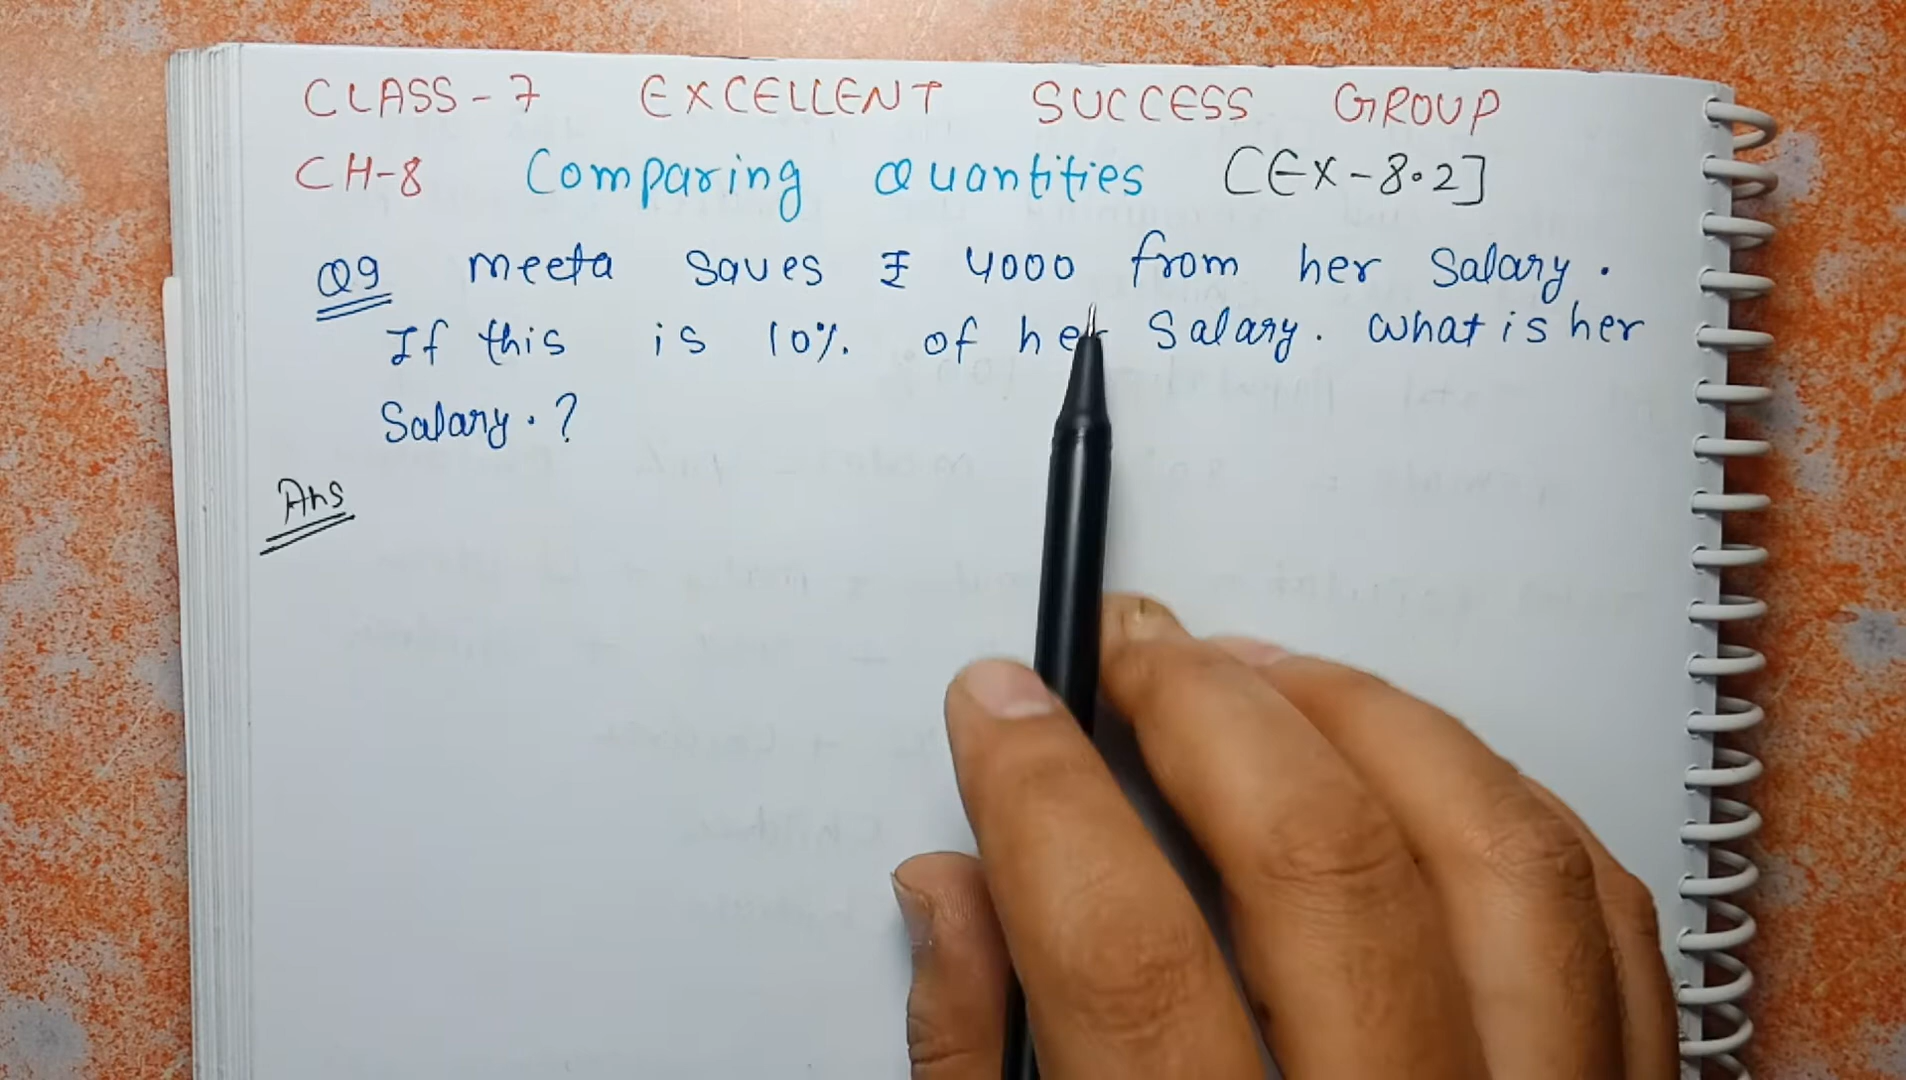 CLASS-7 EXCELLENT SUCCESS GROUP
CH-8 Comparing Quantities [EX-8.2]
Q9 meeta saves ₹ 4000 from her Salary.
If this is 10% of her Salary. What is her
Salary.?
Ans